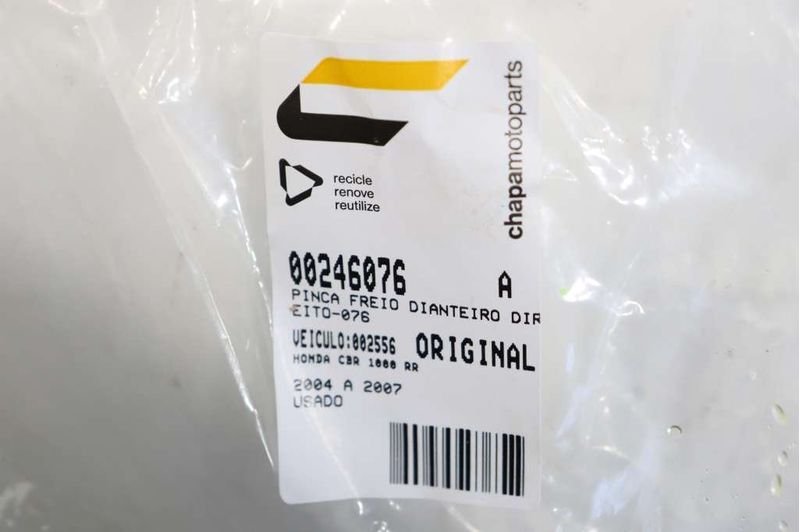 chapamotoparts
recicle
renove
reutilize
00246076 A
PINCA FREIO DIANTEIRO DIR
EITO-076
VEICULO:002556 ORIGINAL
HONDA CBR 1000 RR
2004 A 2007
USADO